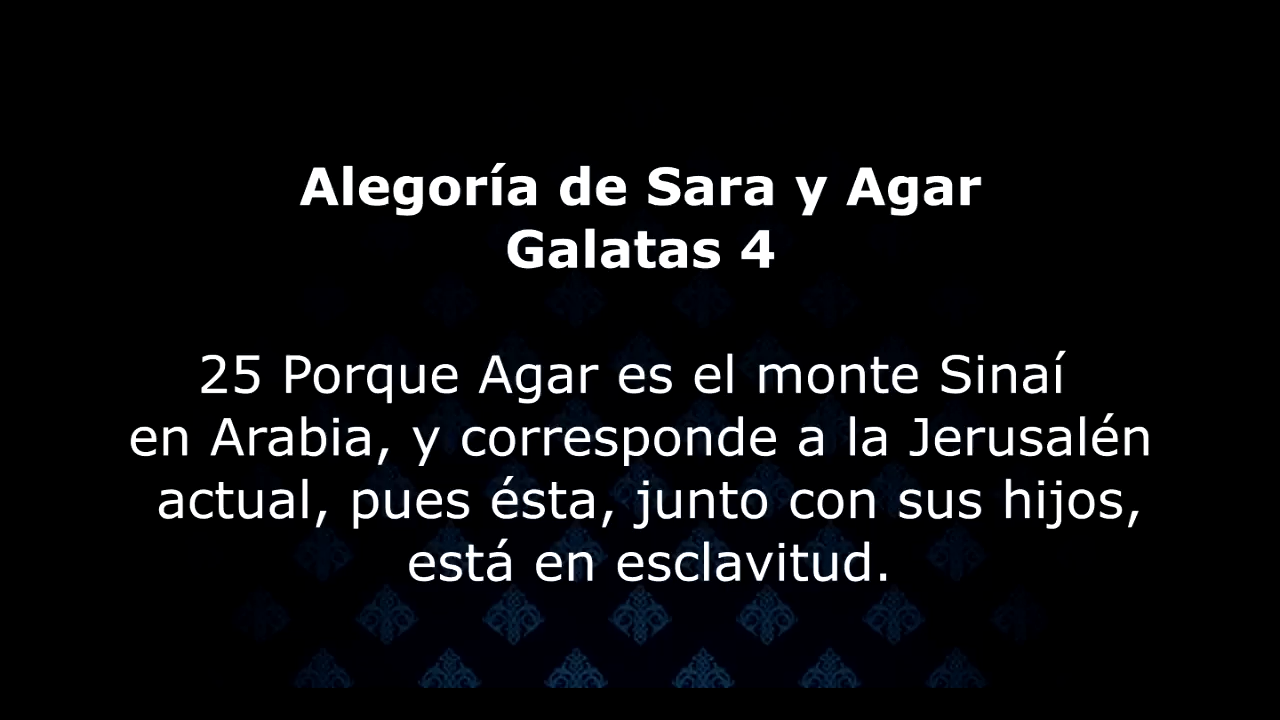 Alegoría de Sara y Agar
Galatas 4
25 Porque Agar es el monte Sinaí
en Arabia, y corresponde a la Jerusalén
actual, pues ésta, junto con sus hijos,
está en esclavitud.